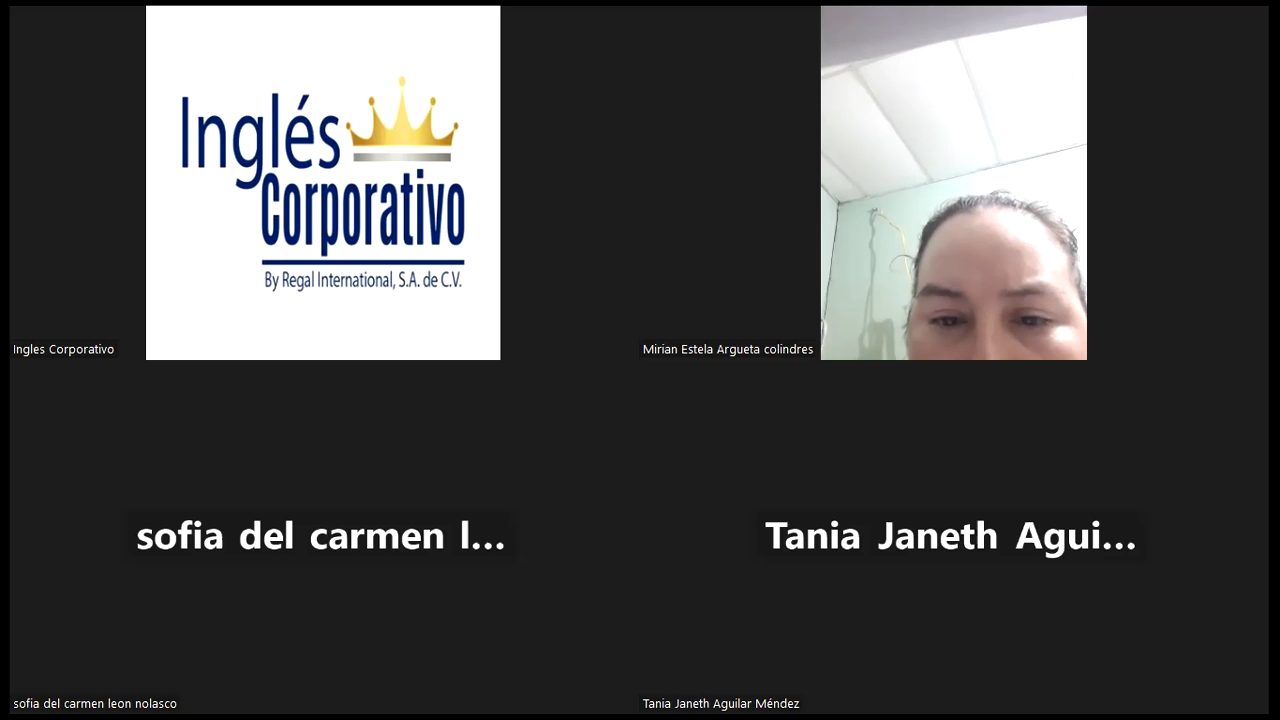 Inglés
Corporativo
By Regal International, S.A. de C.V.
Ingles Corporativo
Mirian Estela Argueta colindres
sofia del carmen l...
Tania Janeth Agui...
sofia del carmen leon nolasco
Tania Janeth Aguilar Méndez